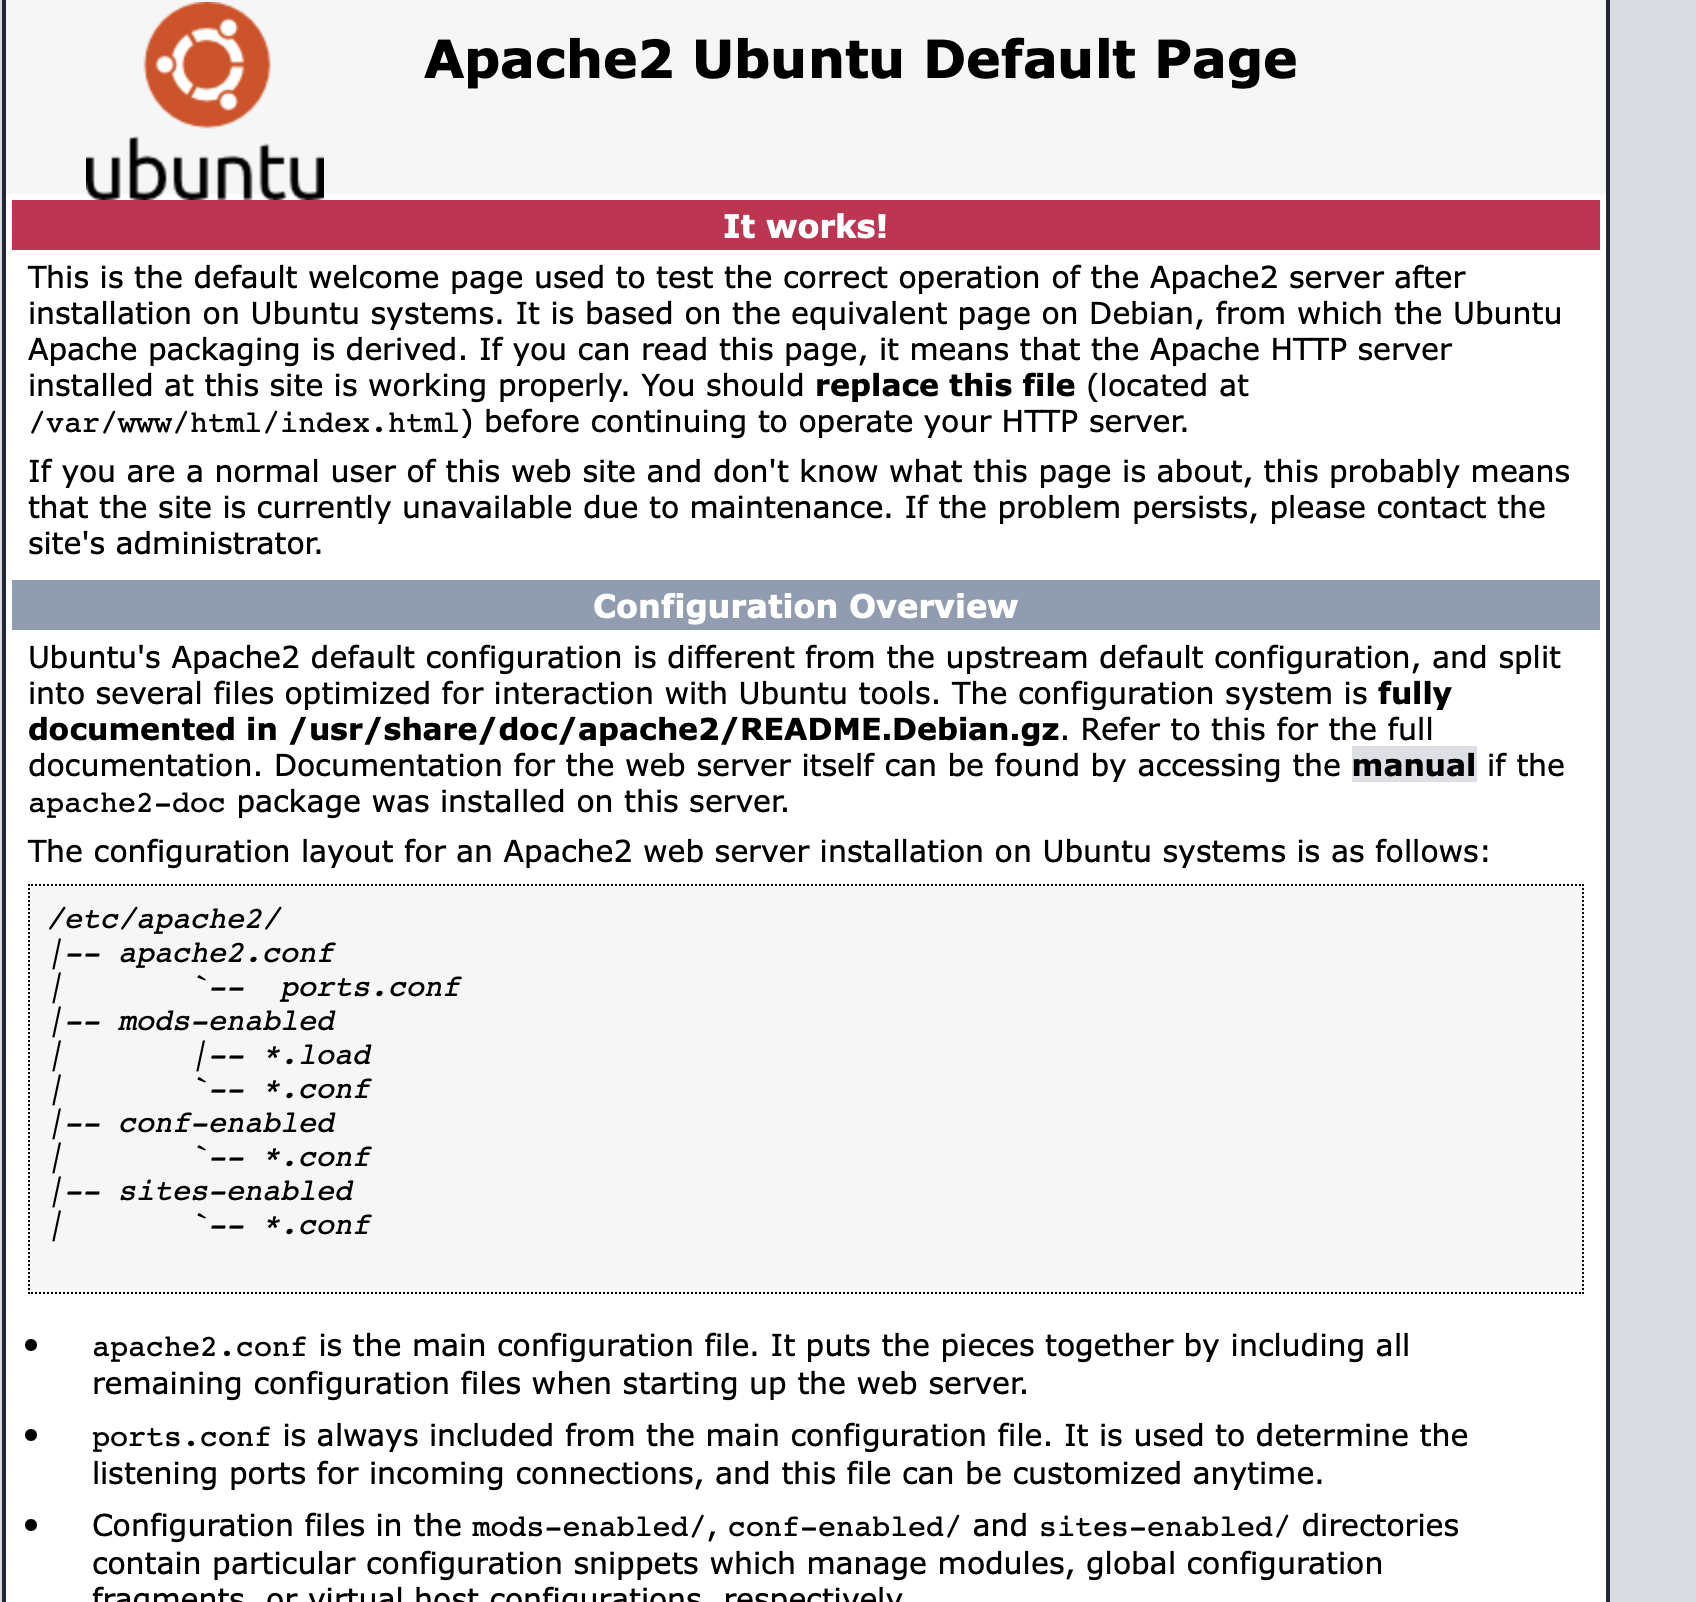 Apache2 Ubuntu Default Page
ubuntu
It works!
This is the default welcome page used to test the correct operation of the Apache2 server after
installation on Ubuntu systems. It is based on the equivalent page on Debian, from which the Ubuntu
Apache packaging is derived. If you can read this page, it means that the Apache HTTP server
installed at this site is working properly. You should replace this file (located at
/var/www/html/index.html) before continuing to operate your HTTP server.
If you are a normal user of this web site and don't know what this page is about, this probably means
that the site is currently unavailable due to maintenance. If the problem persists, please contact the
site's administrator.
Configuration Overview
Ubuntu's Apache2 default configuration is different from the upstream default configuration, and split
into several files optimized for interaction with Ubuntu tools. The configuration system is fully
documented in /usr/share/doc/apache2/README.Debian.gz. Refer to this for the full
documentation. Documentation for the web server itself can be found by accessing the manual if the
apache2-doc package was installed on this server.
The configuration layout for an Apache2 web server installation on Ubuntu systems is as follows:
/etc/apache2/
|-- apache2.conf
|       `--  ports.conf
|-- mods-enabled
|       |-- *.load
|       `-- *.conf
|-- conf-enabled
|       `-- *.conf
|-- sites-enabled
|       `-- *.conf
• apache2.conf is the main configuration file. It puts the pieces together by including all
remaining configuration files when starting up the web server.
• ports.conf is always included from the main configuration file. It is used to determine the
listening ports for incoming connections, and this file can be customized anytime.
• Configuration files in the mods-enabled/, conf-enabled/ and sites-enabled/ directories
contain particular configuration snippets which manage modules, global configuration
fragments, or virtual host configurations, respectively.